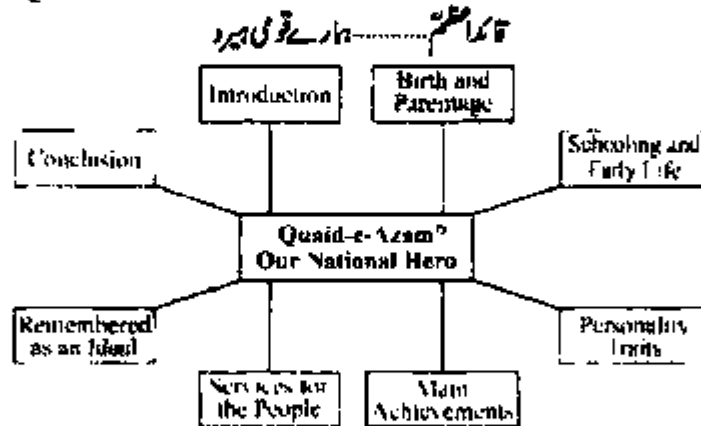 قائداعظمؒ ........... ہمارے قومی ہیرو
Introduction
Birth and
Parentage
Conclusion
Schooling and
Early Life
Quaid-e-Azam
Our National Hero
Remembered
as an Ideal
Personality
Traits
Services for
the People
Main
Achievements